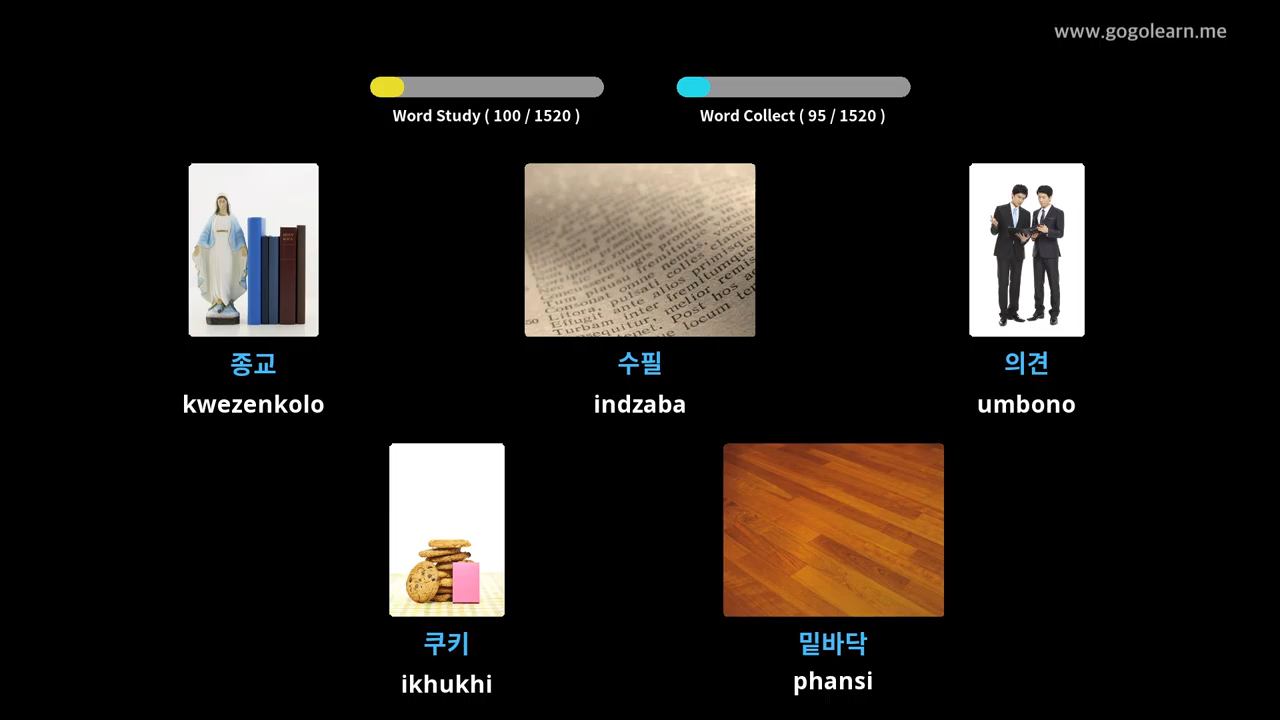 www.gogolearn.me
Word Study ( 100 / 1520 )
Word Collect ( 95 / 1520 )
종교
kwezenkolo
수필
indzaba
의견
umbono
쿠키
ikhukhi
밑바닥
phansi